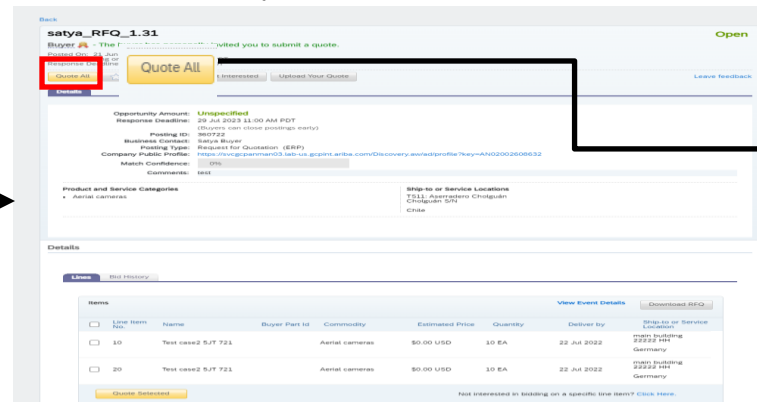 Back
satya_RFQ_1.31
Open
Buyer - The invited you to submit a quote.
Posted On: 21 Jun
Response Deadline
Quote All
Quote All
Interested
Upload Your Quote
Leave feedback
Details
Opportunity Amount: Unspecified
Response Deadline: 29 Jul 2023 11:00 AM PDT
(Buyers can close postings early)
Posting ID: 360722
Business Contact: Satya Buyer
Posting Type: Request for Quotation (ERP)
Company Public Profile: https://svcgcpanman03.lab-us.gcpint.ariba.com/Discovery.aw/ad/profile?key=AN02002606632
Match Confidence: 0%
Comments: test
Product and Service Categories
Aerial cameras
Ship-to or Service Locations
TS11: Aserradero Cholguán
Cholguán S/N
Chile
Details
Lines
Bid History
Items
View Event Details
Download RFQ
Line Item No.
Name
Buyer Part Id
Commodity
Estimated Price
Quantity
Deliver by
Ship-to or Service Location
10 Test case2 5JT 721 Aerial cameras $0.00 USD 10 EA 22 Jul 2022 main building
22222 HH
Germany
20 Test case2 5JT 721 Aerial cameras $0.00 USD 10 EA 22 Jul 2022 main building
22222 HH
Germany
Quote Selected
Not interested in bidding on a specific line item? Click Here.